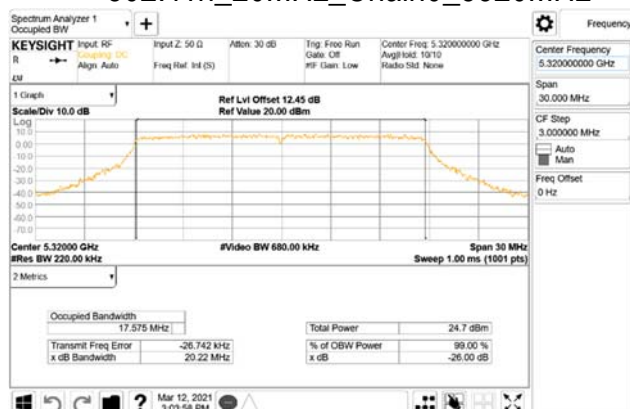 Spectrum Analyzer 1
Occupied BW
Frequency
KEYSIGHT Input: RF Input Z: 50 Ω Atten: 30 dB Trig: Free Run Center Freq: 5.320000000 GHz
R Coupling: DC Gate: Off Avg|Hold: 10/10
Align: Auto Freq Ref: Int (S) #IF Gain: Low Radio Std: None
Center Frequency
5.320000000 GHz
Span
30.000 MHz
CF Step
3.000000 MHz
Auto
Man
Freq Offset
0 Hz
1 Graph
Ref Lvl Offset 12.45 dB
Scale/Div 10.0 dB Ref Value 20.00 dBm
Log
10.0
0.00
-10.0
-20.0
-30.0
-40.0
-50.0
-60.0
-70.0
Center 5.32000 GHz #Video BW 680.00 kHz Span 30 MHz
#Res BW 220.00 kHz Sweep 1.00 ms (1001 pts)
2 Metrics
Occupied Bandwidth
17.575 MHz Total Power 24.7 dBm
Transmit Freq Error -26.742 kHz % of OBW Power 99.00 %
x dB Bandwidth 20.22 MHz x dB -26.00 dB
Mar 12, 2021